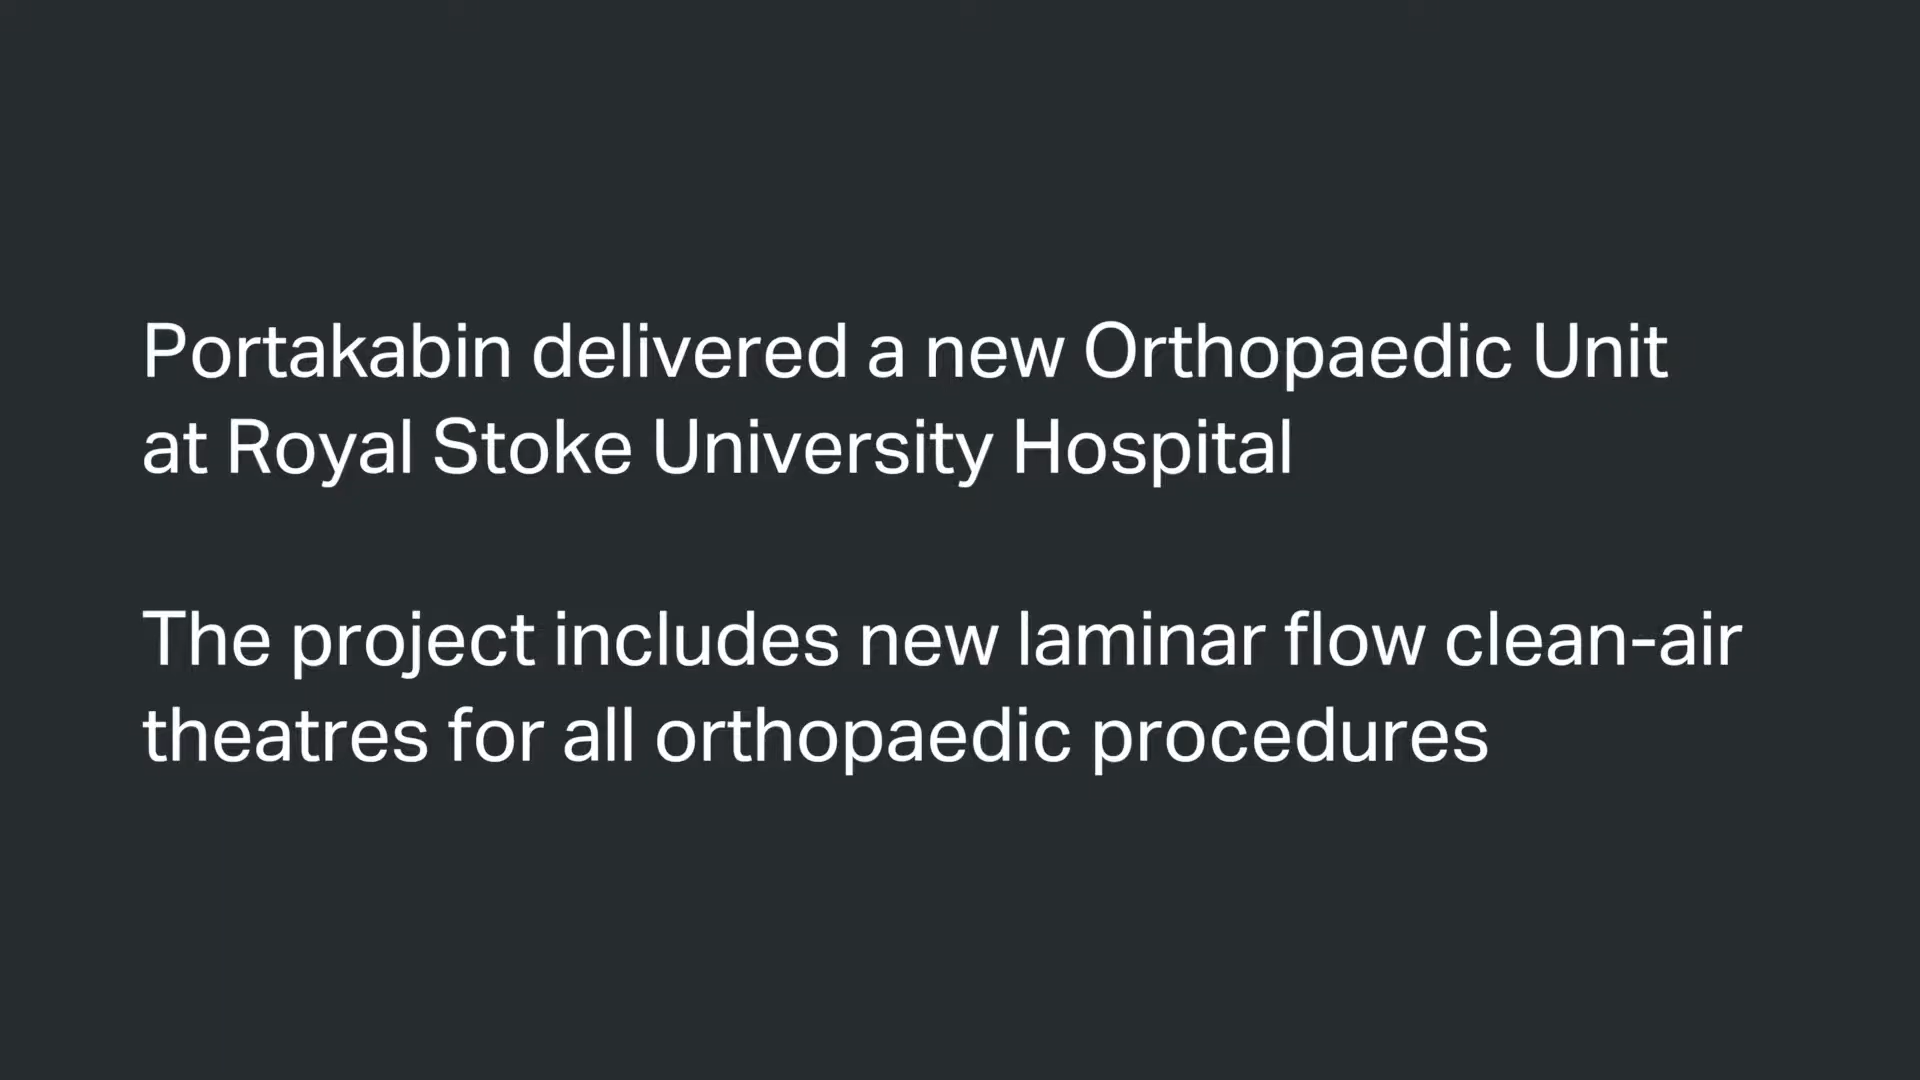 Portakabin delivered a new Orthopaedic Unit
at Royal Stoke University Hospital
The project includes new laminar flow clean-air
theatres for all orthopaedic procedures